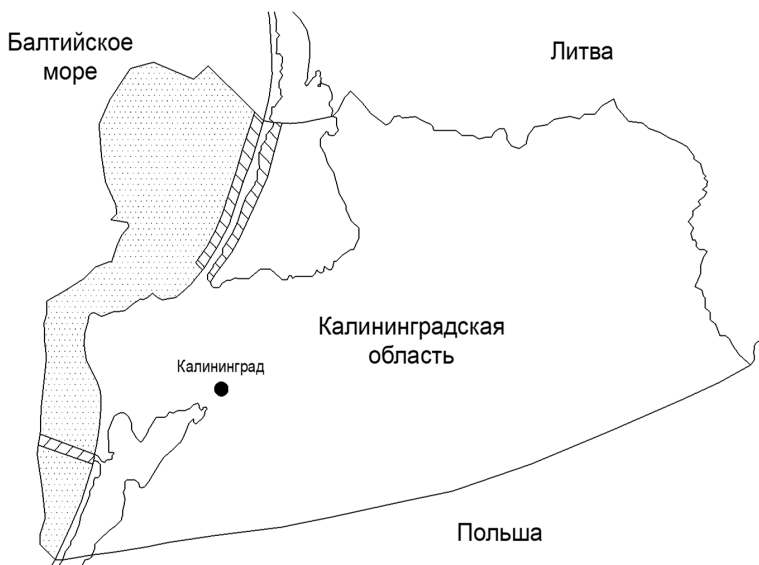 Балтийское
море
Литва
Калининградская
область
Калининград
Польша